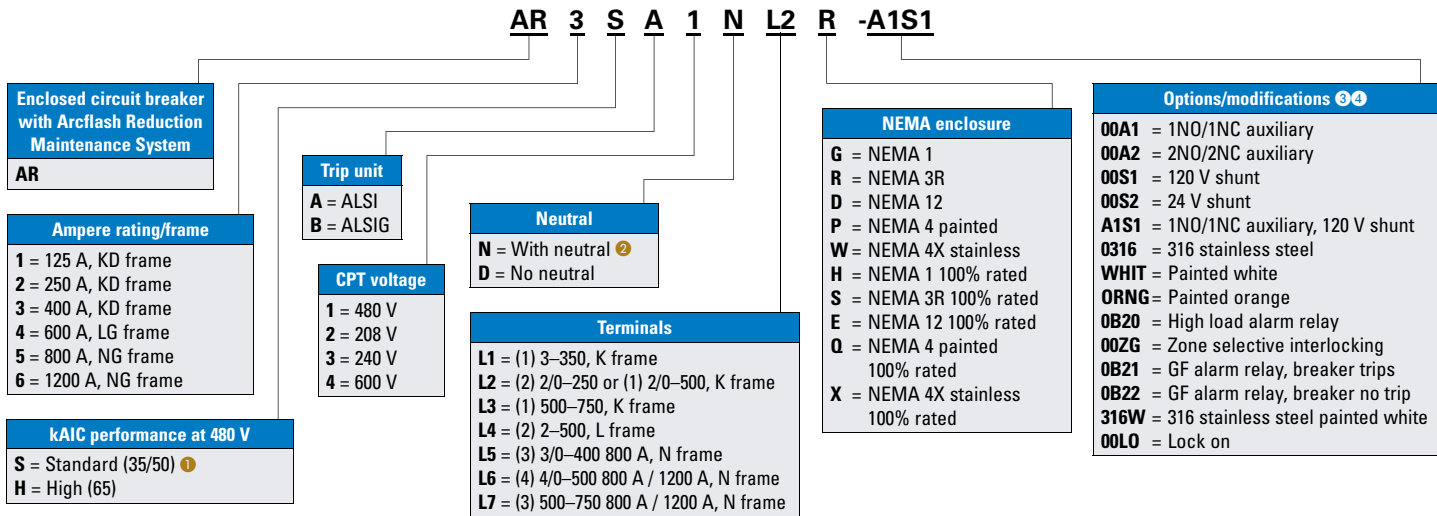 AR 3 S A 1 N L2 R -A1S1
Enclosed circuit breaker
with Arcflash Reduction
Maintenance System
AR
Ampere rating/frame
1 = 125 A, KD frame
2 = 250 A, KD frame
3 = 400 A, KD frame
4 = 600 A, LG frame
5 = 800 A, NG frame
6 = 1200 A, NG frame
kAIC performance at 480 V
S = Standard (35/50) ①
H = High (65)
Trip unit
A = ALSI
B = ALSIG
CPT voltage
1 = 480 V
2 = 208 V
3 = 240 V
4 = 600 V
Neutral
N = With neutral ②
D = No neutral
Terminals
L1 = (1) 3–350, K frame
L2 = (2) 2/0–250 or (1) 2/0–500, K frame
L3 = (1) 500–750, K frame
L4 = (2) 2–500, L frame
L5 = (3) 3/0–400 800 A, N frame
L6 = (4) 4/0–500 800 A / 1200 A, N frame
L7 = (3) 500–750 800 A / 1200 A, N frame
NEMA enclosure
G = NEMA 1
R = NEMA 3R
D = NEMA 12
P = NEMA 4 painted
W = NEMA 4X stainless
H = NEMA 1 100% rated
S = NEMA 3R 100% rated
E = NEMA 12 100% rated
Q = NEMA 4 painted
100% rated
X = NEMA 4X stainless
100% rated
Options/modifications ③④
00A1 = 1NO/1NC auxiliary
00A2 = 2NO/2NC auxiliary
00S1 = 120 V shunt
00S2 = 24 V shunt
A1S1 = 1NO/1NC auxiliary, 120 V shunt
0316 = 316 stainless steel
WHIT = Painted white
ORNG = Painted orange
0B20 = High load alarm relay
00ZG = Zone selective interlocking
0B21 = GF alarm relay, breaker trips
0B22 = GF alarm relay, breaker no trip
316W = 316 stainless steel painted white
00LO = Lock on